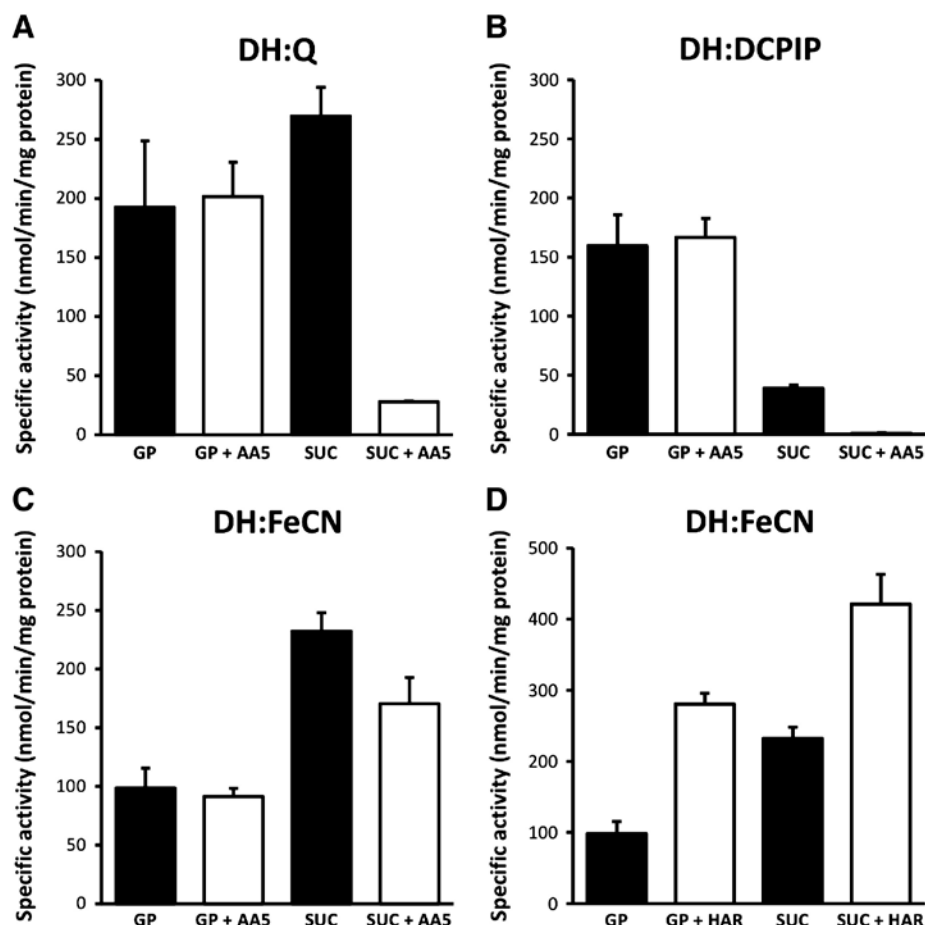 A
DH:Q
Specific activity (nmol/min/mg protein)
300
250
200
150
100
50
0
GP
GP + AA5
SUC
SUC + AA5
B
DH:DCPIP
Specific activity (nmol/min/mg protein)
300
250
200
150
100
50
0
GP
GP + AA5
SUC
SUC + AA5
C
DH:FeCN
Specific activity (nmol/min/mg protein)
300
250
200
150
100
50
0
GP
GP + AA5
SUC
SUC + AA5
D
DH:FeCN
Specific activity (nmol/min/mg protein)
500
400
300
200
100
0
GP
GP + HAR
SUC
SUC + HAR